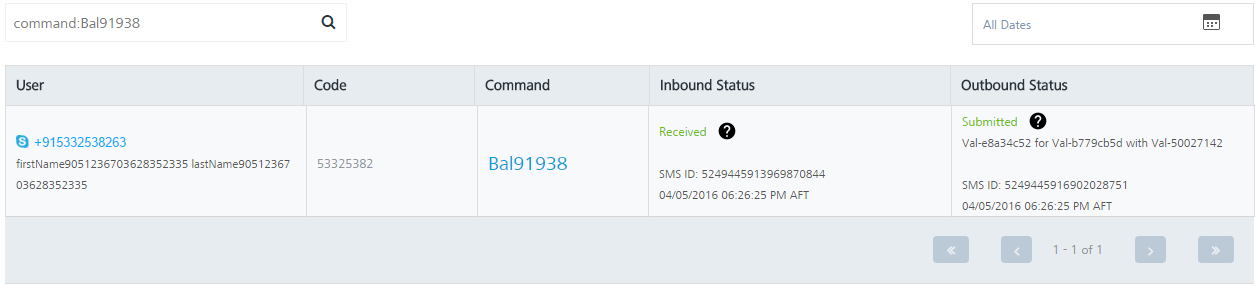 command:Bal91938
All Dates
User Code Command Inbound Status Outbound Status
+915332538263
firstName9051236703628352335 lastName90512367
03628352335
53325382
Bal91938
Received ?
SMS ID: 5249445913969870844
04/05/2016 06:26:25 PM AFT
Submitted ?
Val-e8a34c52 for Val-b779cb5d with Val-50027142
SMS ID: 5249445916902028751
04/05/2016 06:26:25 PM AFT
« ‹ 1 - 1 of 1 › »